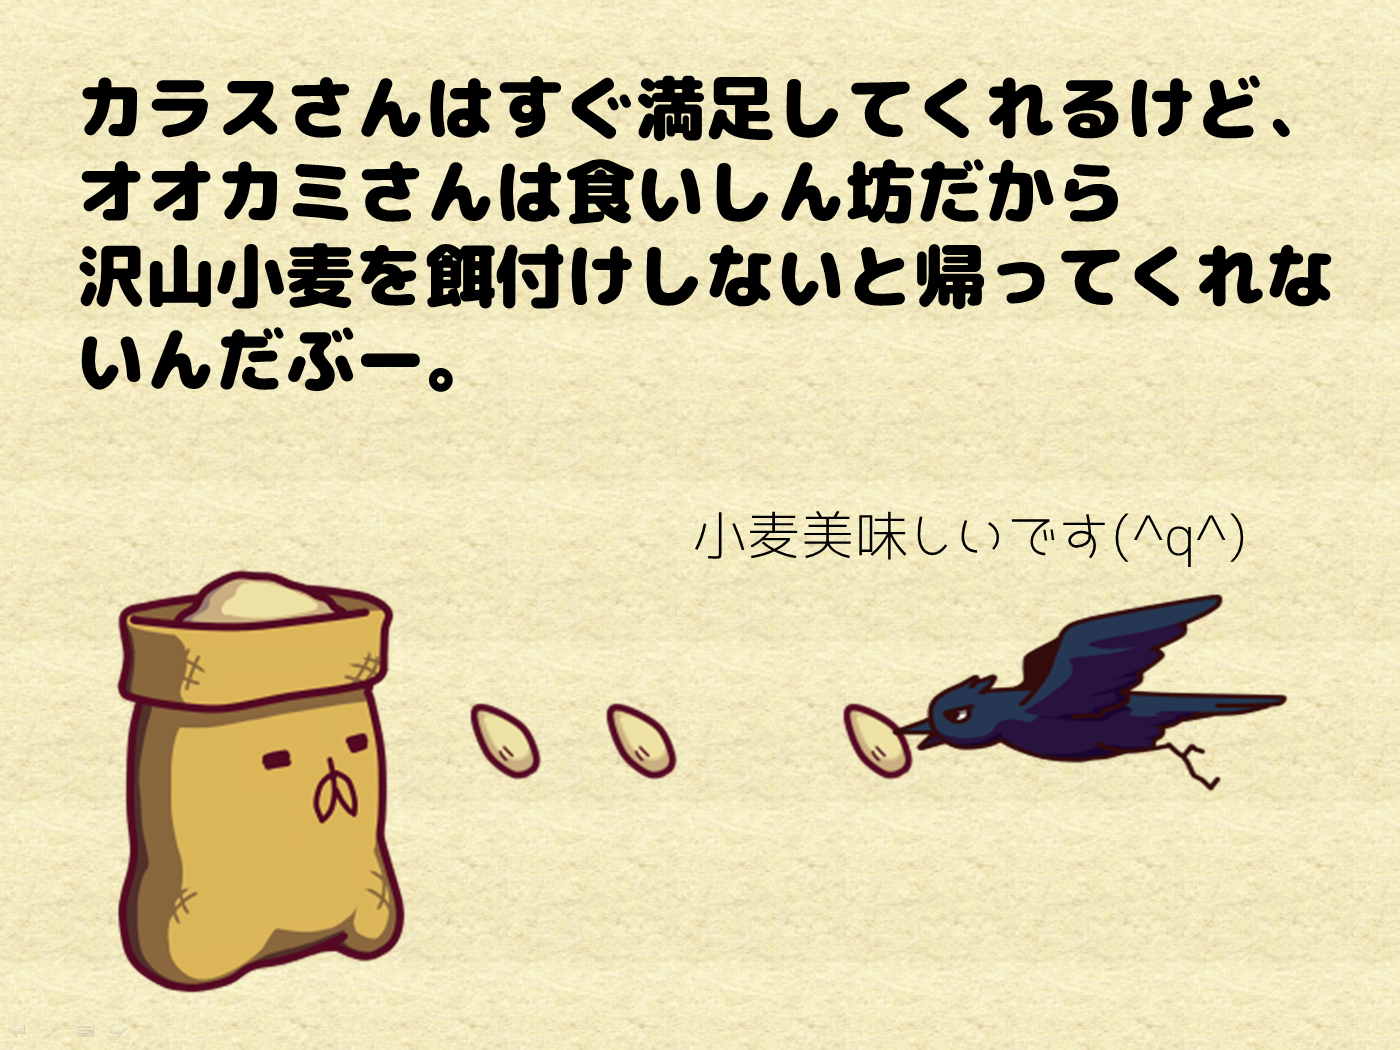 カラスさんはすぐ満足してくれるけど、
オオカミさんは食いしん坊だから
沢山小麦を餌付けしないと帰ってくれな
いんだぶー。
小麦美味しいです(^q^)